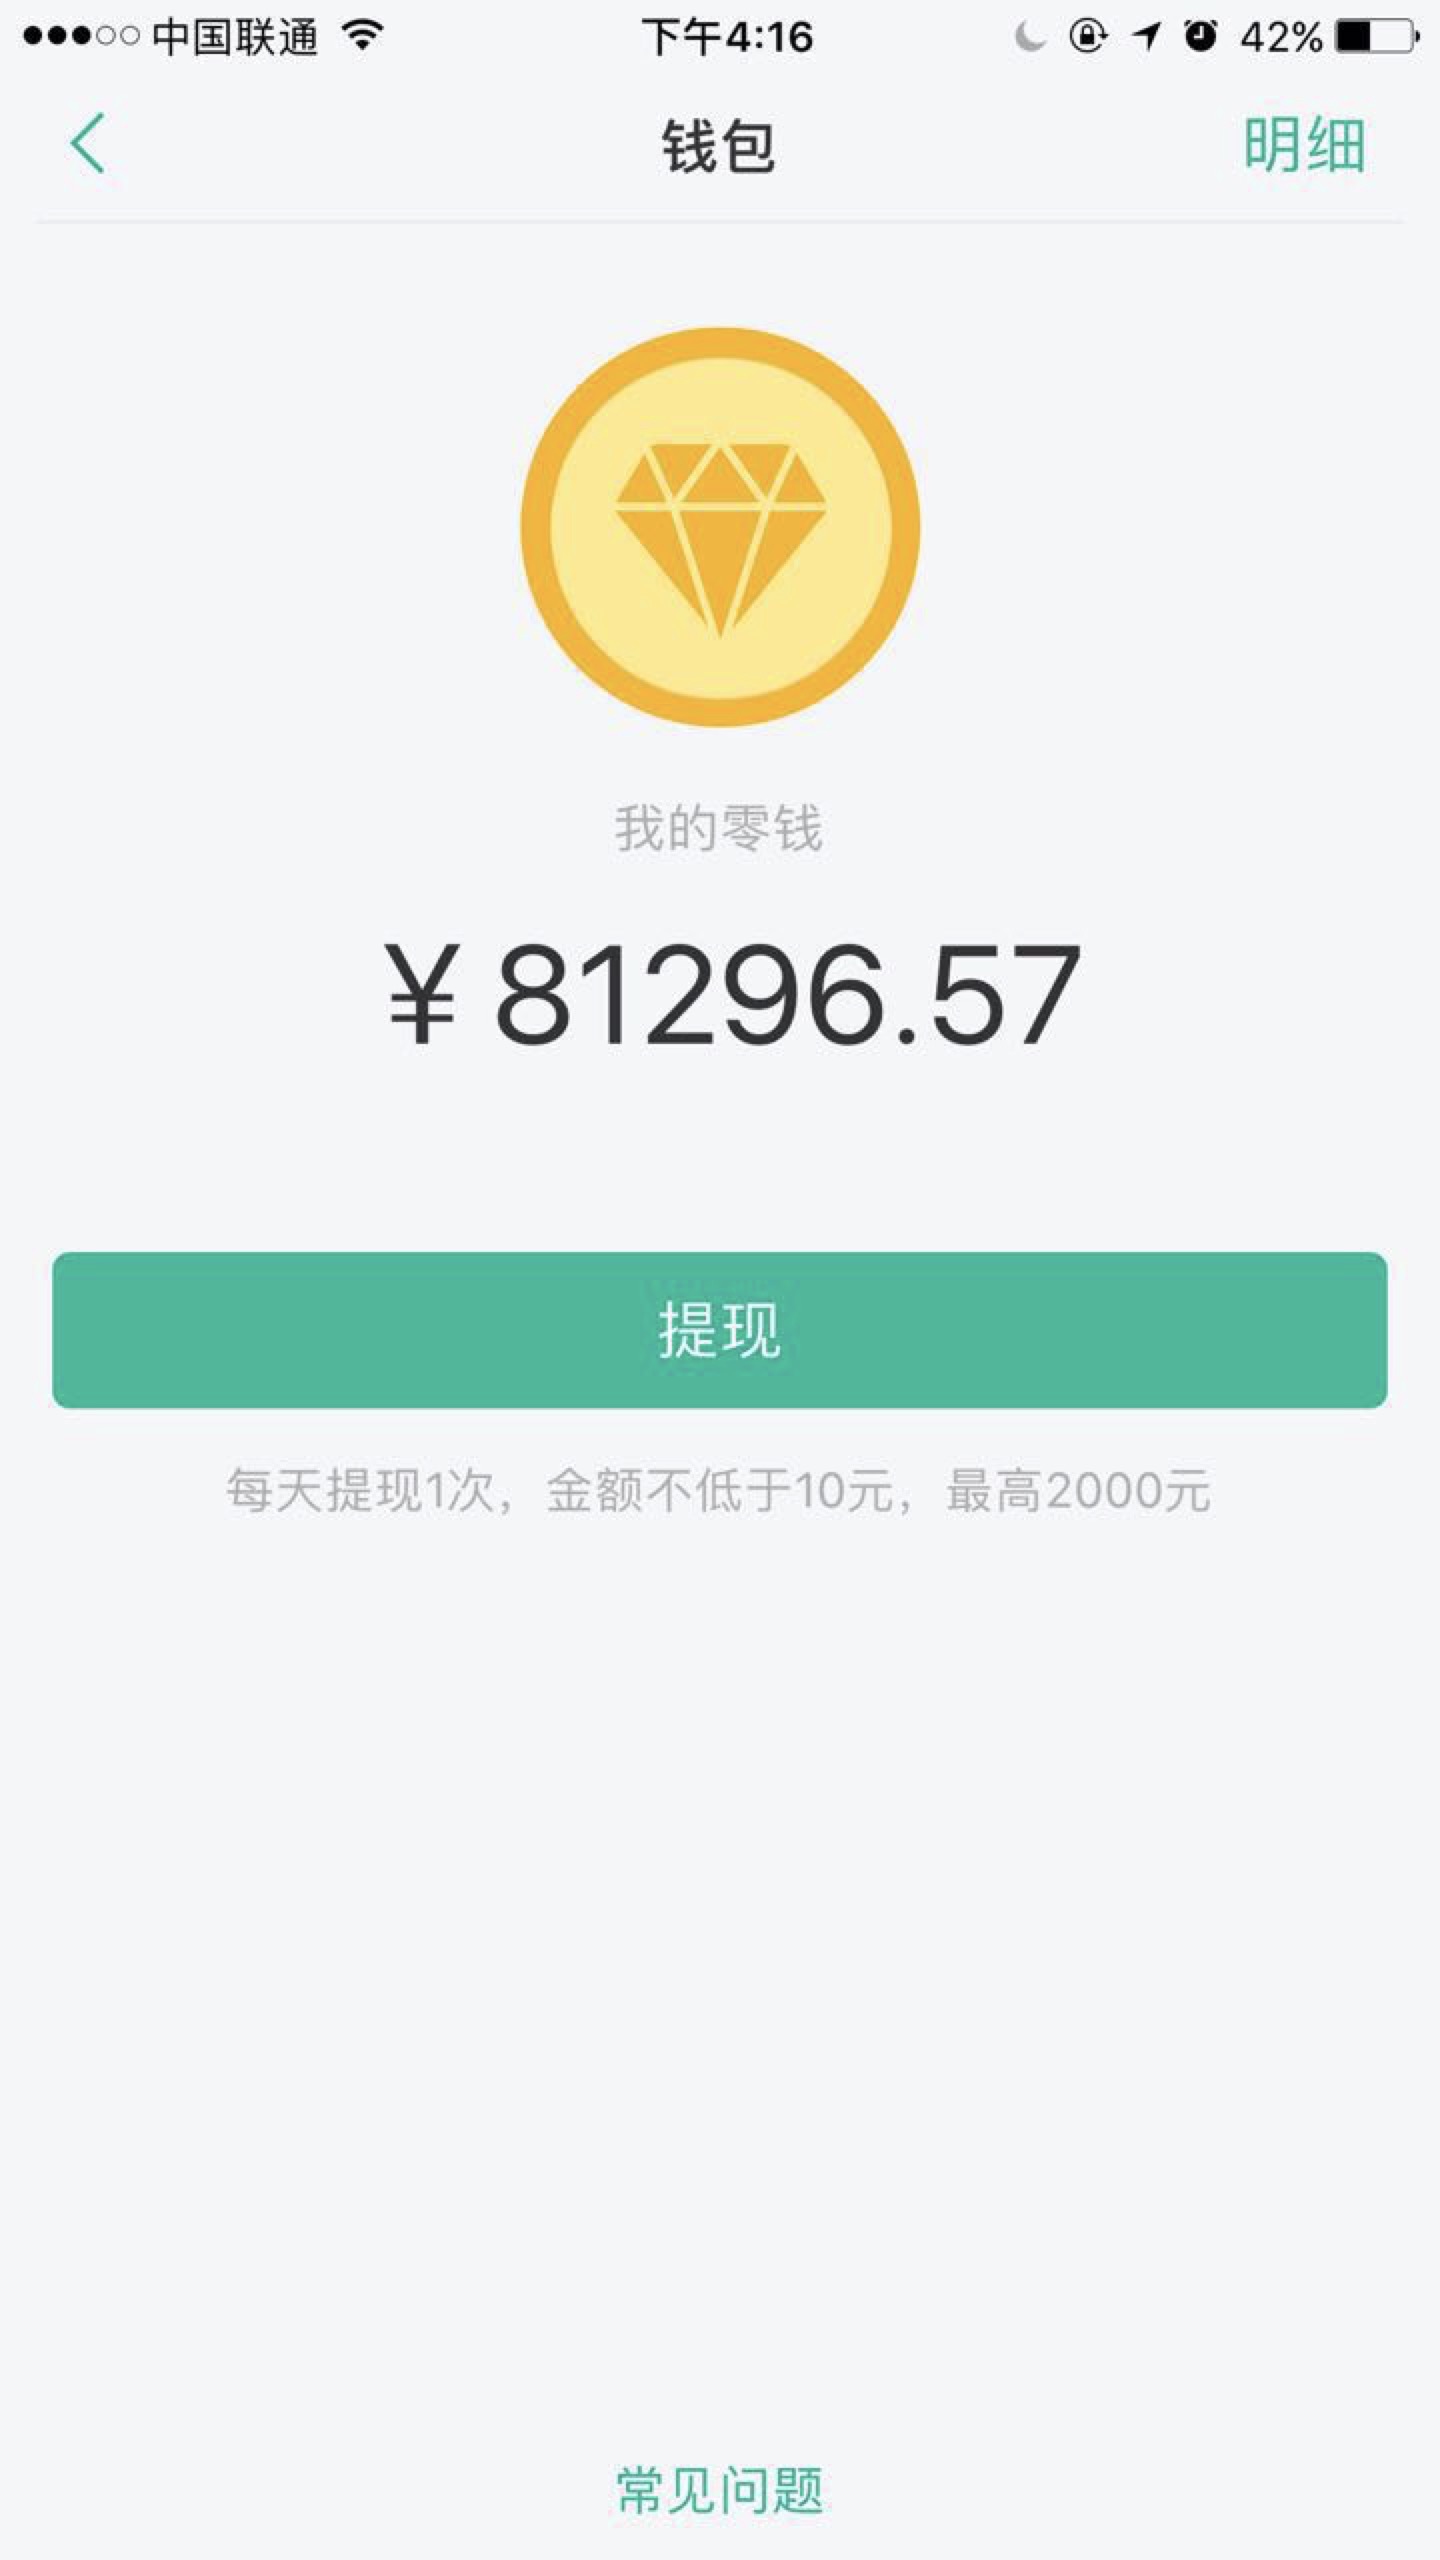 中国联通 下午4:16 42%
钱包 明细
我的零钱
¥ 81296.57
提现
每天提现1次，金额不低于10元，最高2000元
常见问题